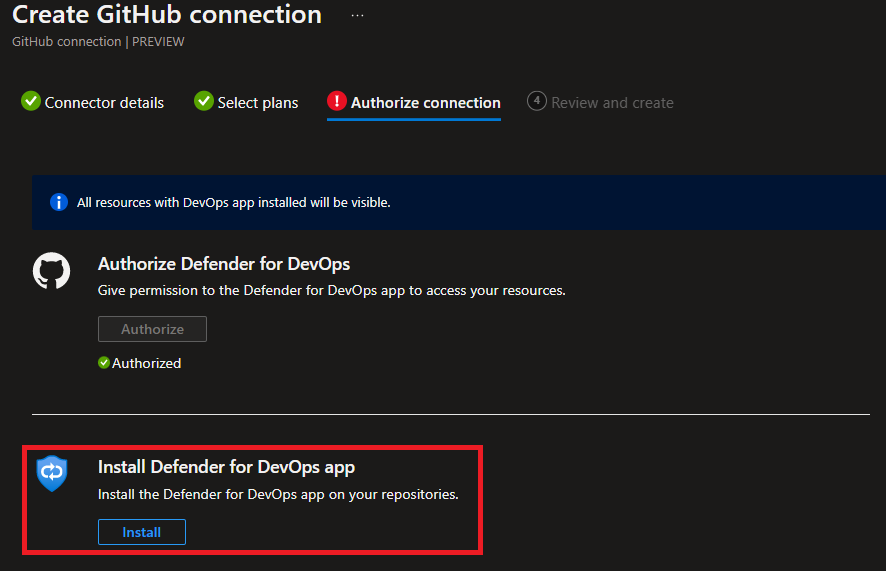 Create GitHub connection ...
GitHub connection | PREVIEW
Connector details Select plans ! Authorize connection 4 Review and create
i All resources with DevOps app installed will be visible.
Authorize Defender for DevOps
Give permission to the Defender for DevOps app to access your resources.
Authorize
Authorized
Install Defender for DevOps app
Install the Defender for DevOps app on your repositories.
Install